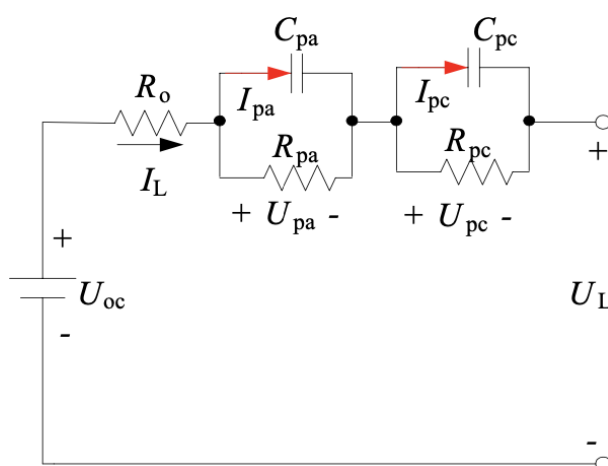 C_pa
C_pc
R_o
I_pa
I_pc
R_pa
R_pc
+
I_L
+ U_pa -
+ U_pc -
+
U_oc
U_L
-
-